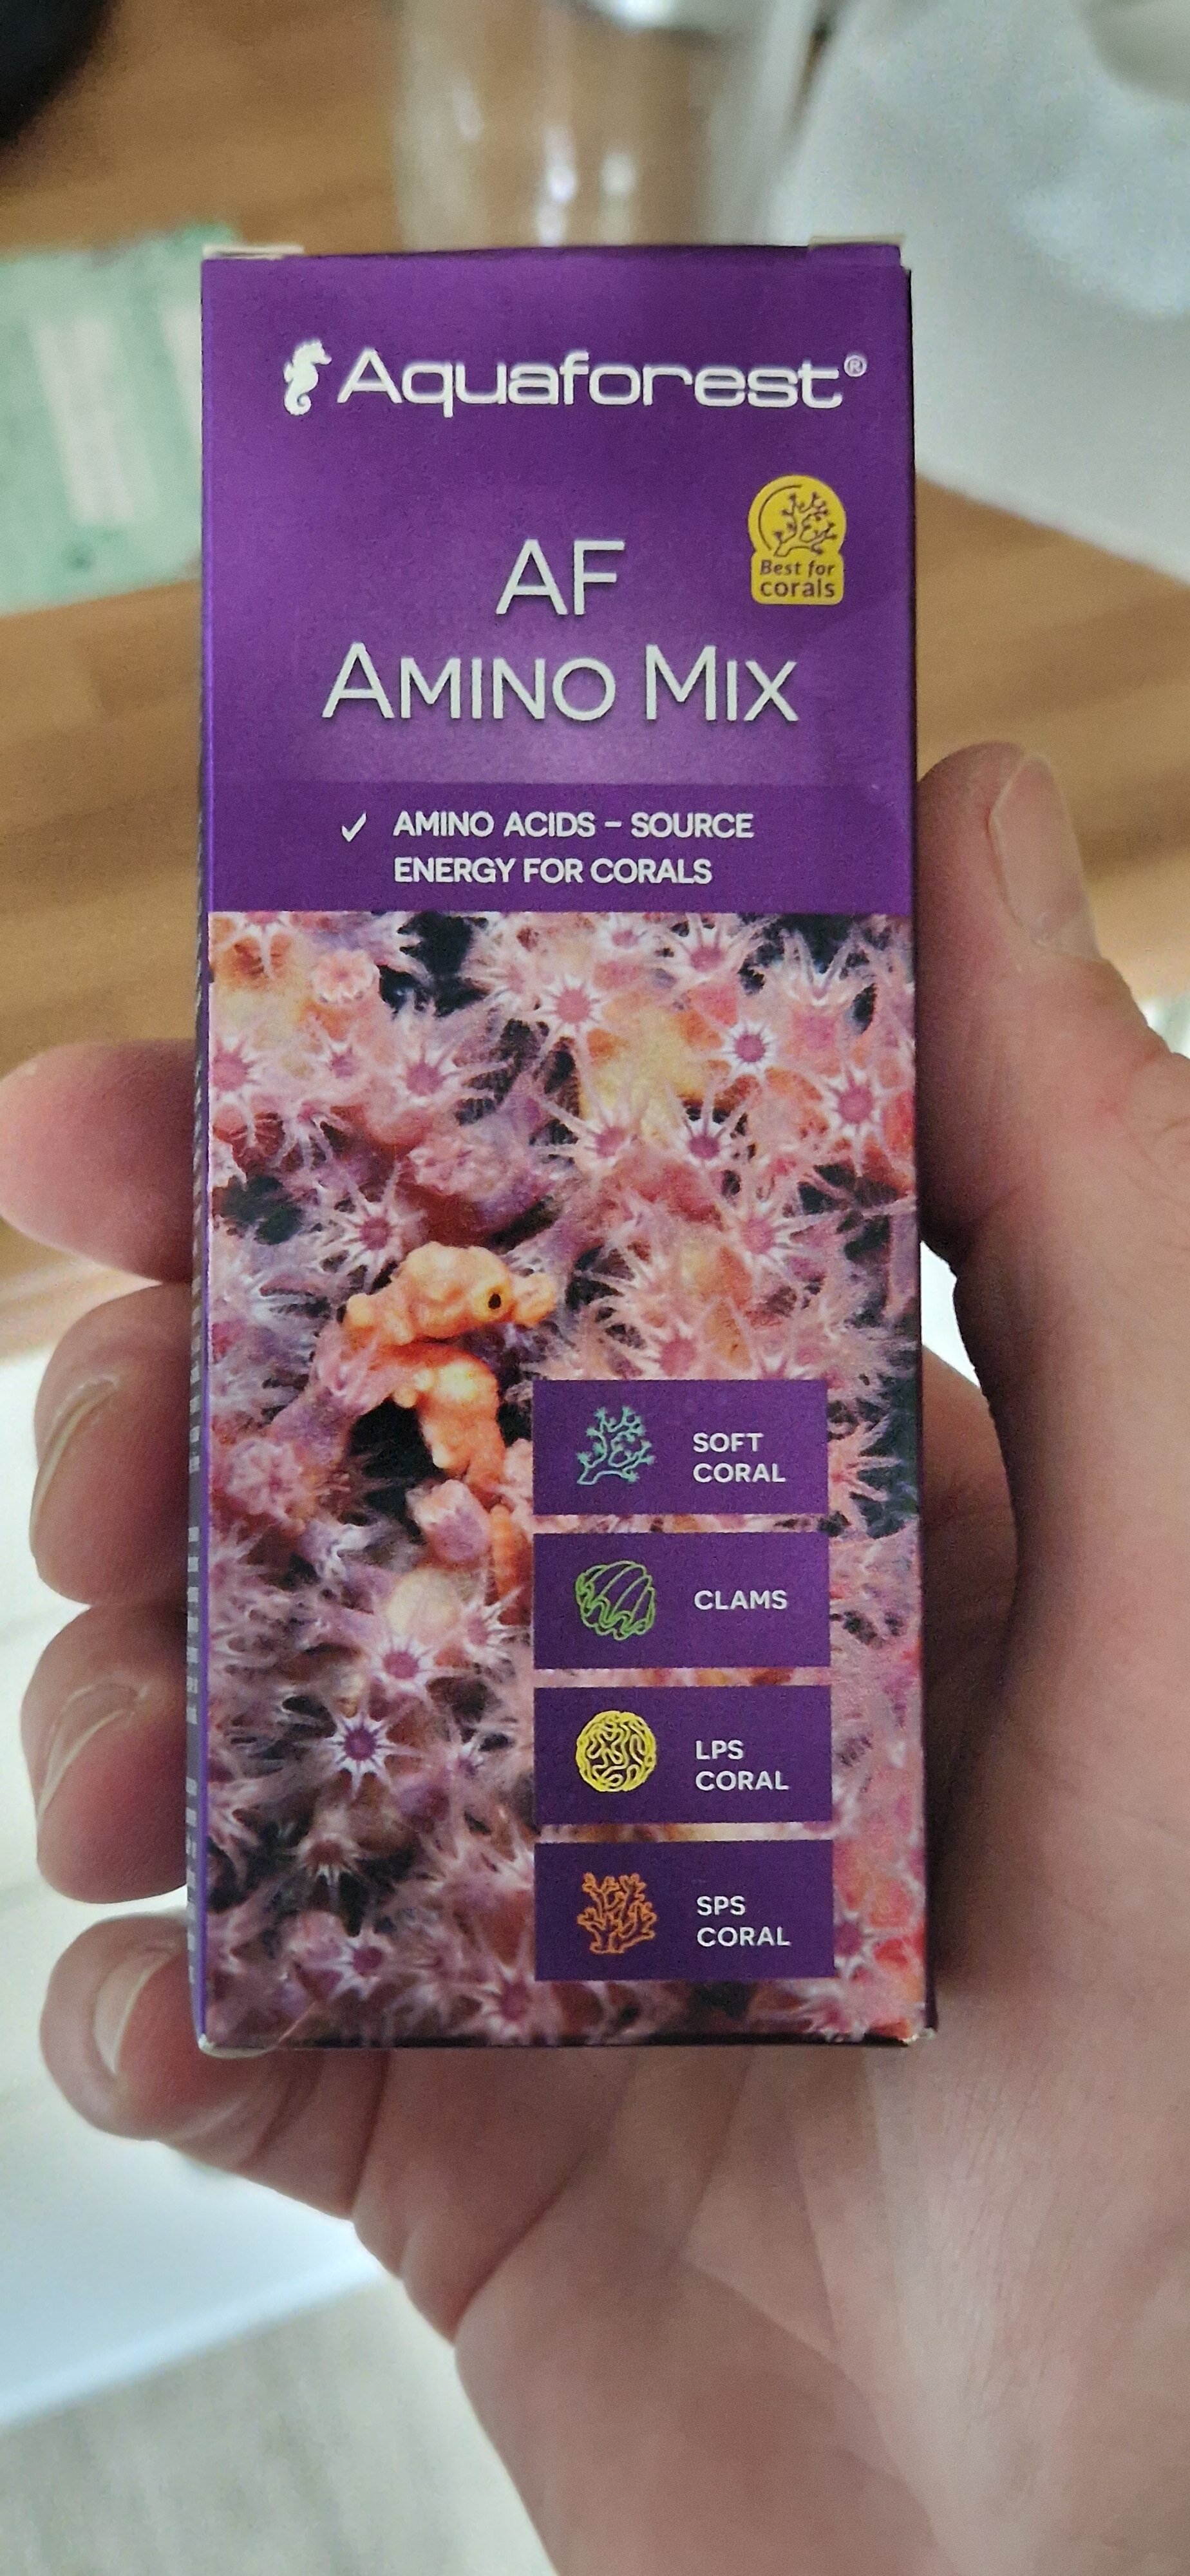 Aquaforest®
Best for
corals
AF
AMINO MIX
✓ AMINO ACIDS – SOURCE
ENERGY FOR CORALS
SOFT
CORAL
CLAMS
LPS
CORAL
SPS
CORAL